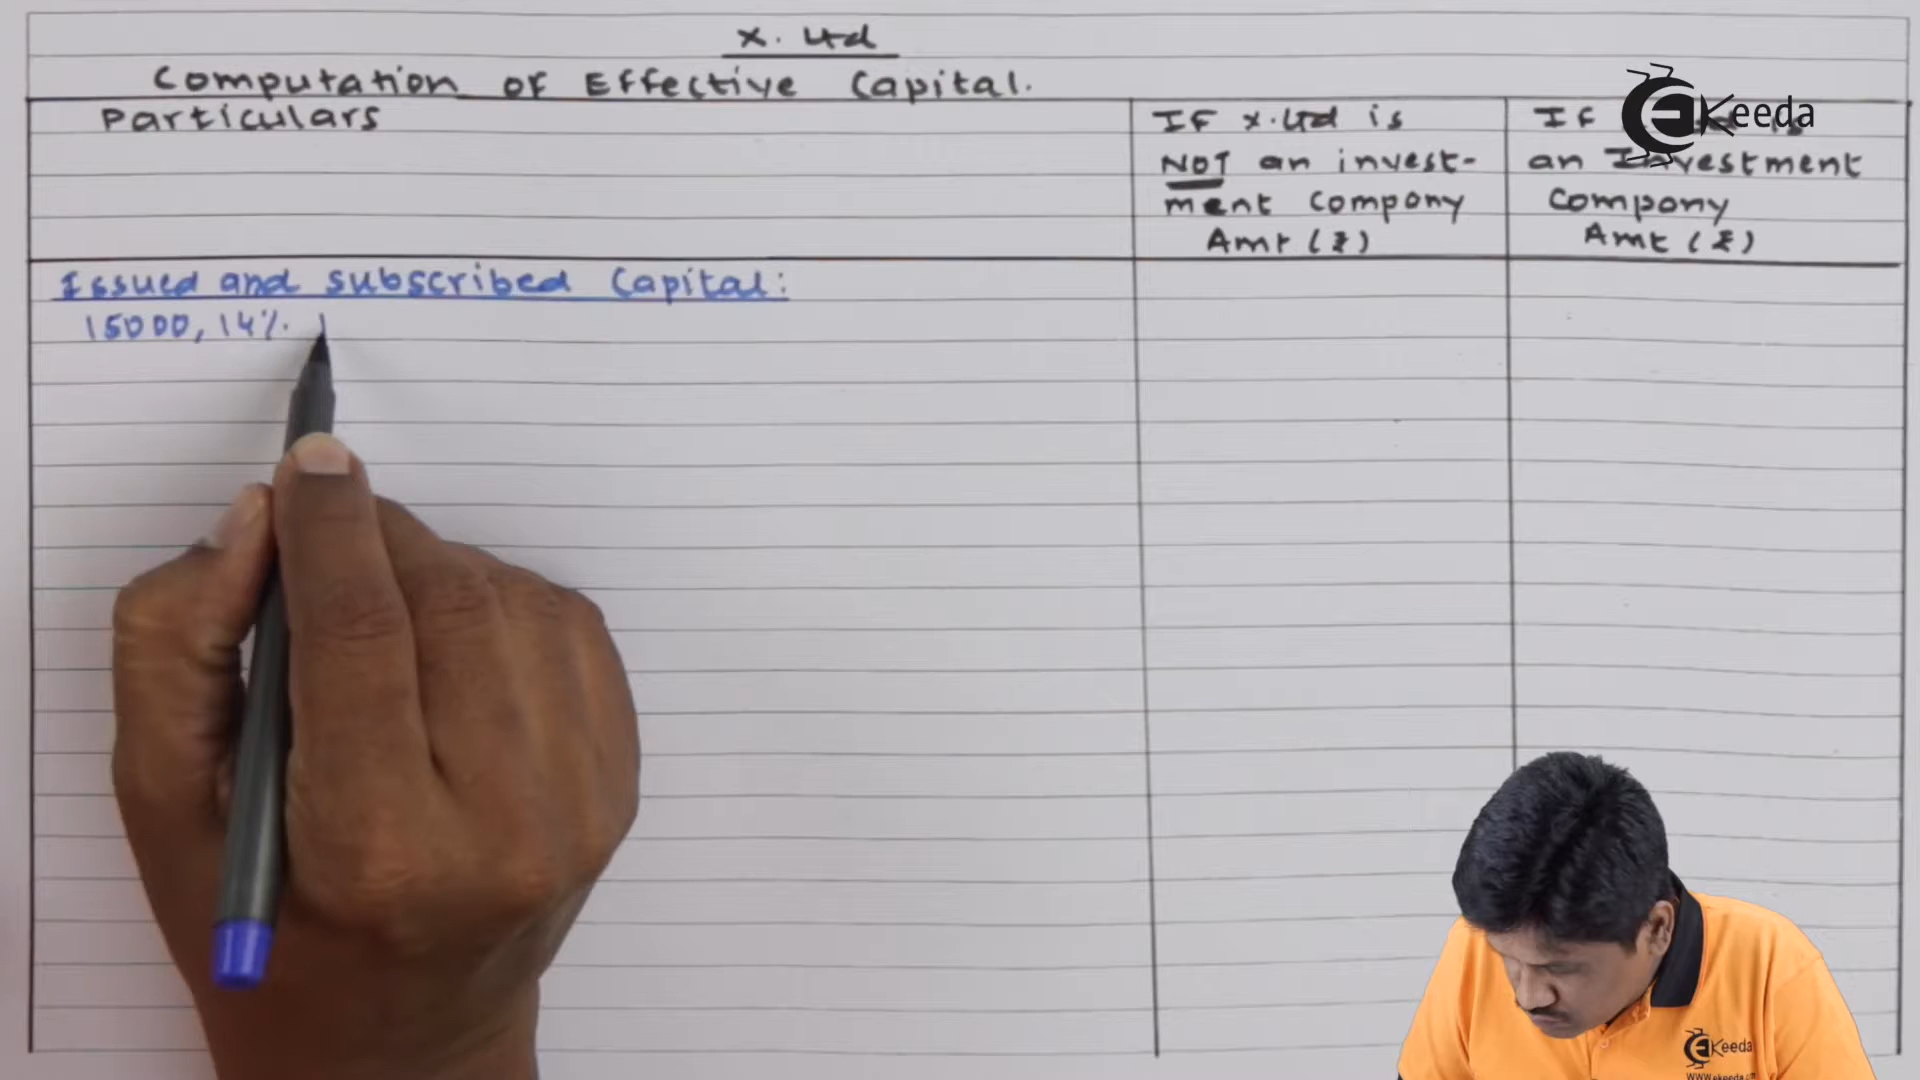 X. Ltd
Computation of Effective Capital.
Particulars
IF X.Ltd is
NOT an invest-
ment Company
Amt (₹)
IF is
an Investment
Company
Amt (₹)
Issued and subscribed Capital:
15000, 14%.
Ekeeda
Ekeeda